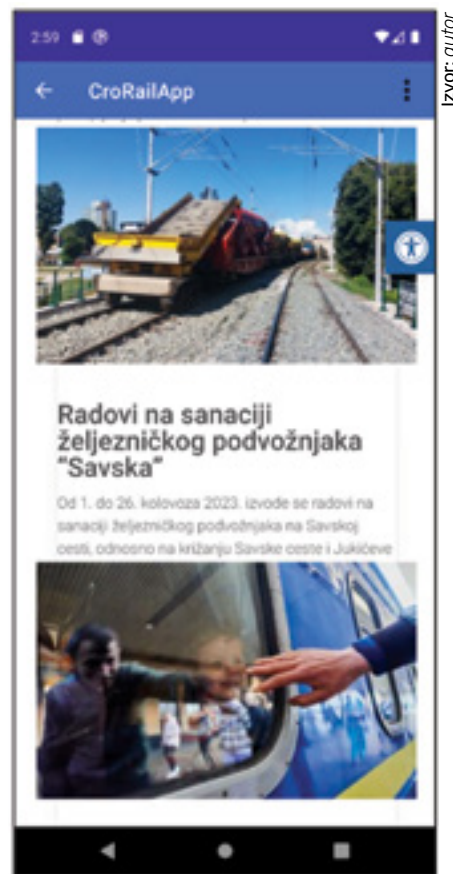 2:59
CroRailApp
Radovi na sanaciji
željezničkog podvožnjaka
“Savska“
Od 1. do 26. kolovoza 2023. izvode se radovi na
sanaciji željezničkog podvožnjaka na Savskoj
cesti, odnosno na križanju Savske ceste i Jukićeve
Izvor: autor